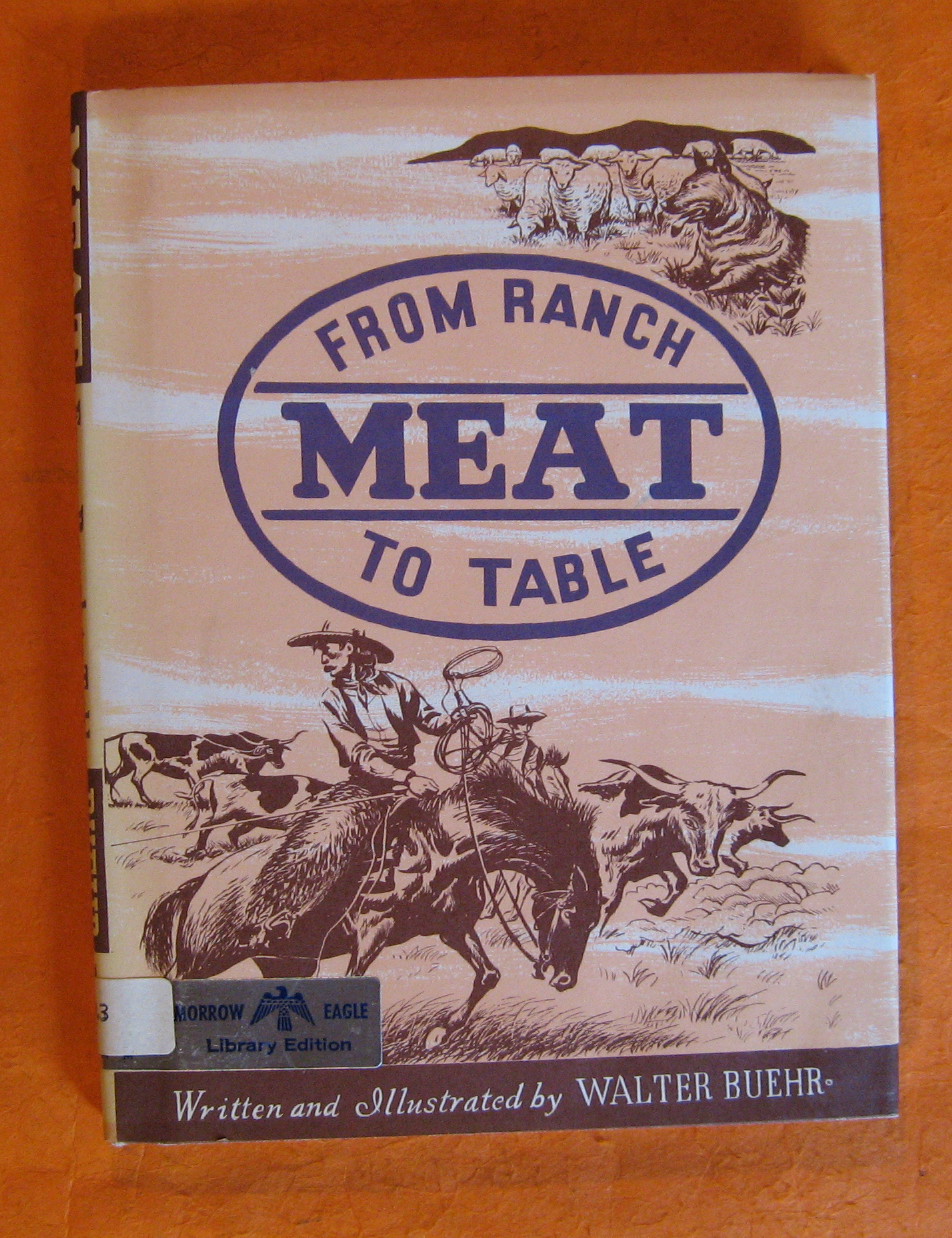 FROM RANCH
MEAT
TO TABLE
MORROW EAGLE
Library Edition
Written and Illustrated by WALTER BUEHR